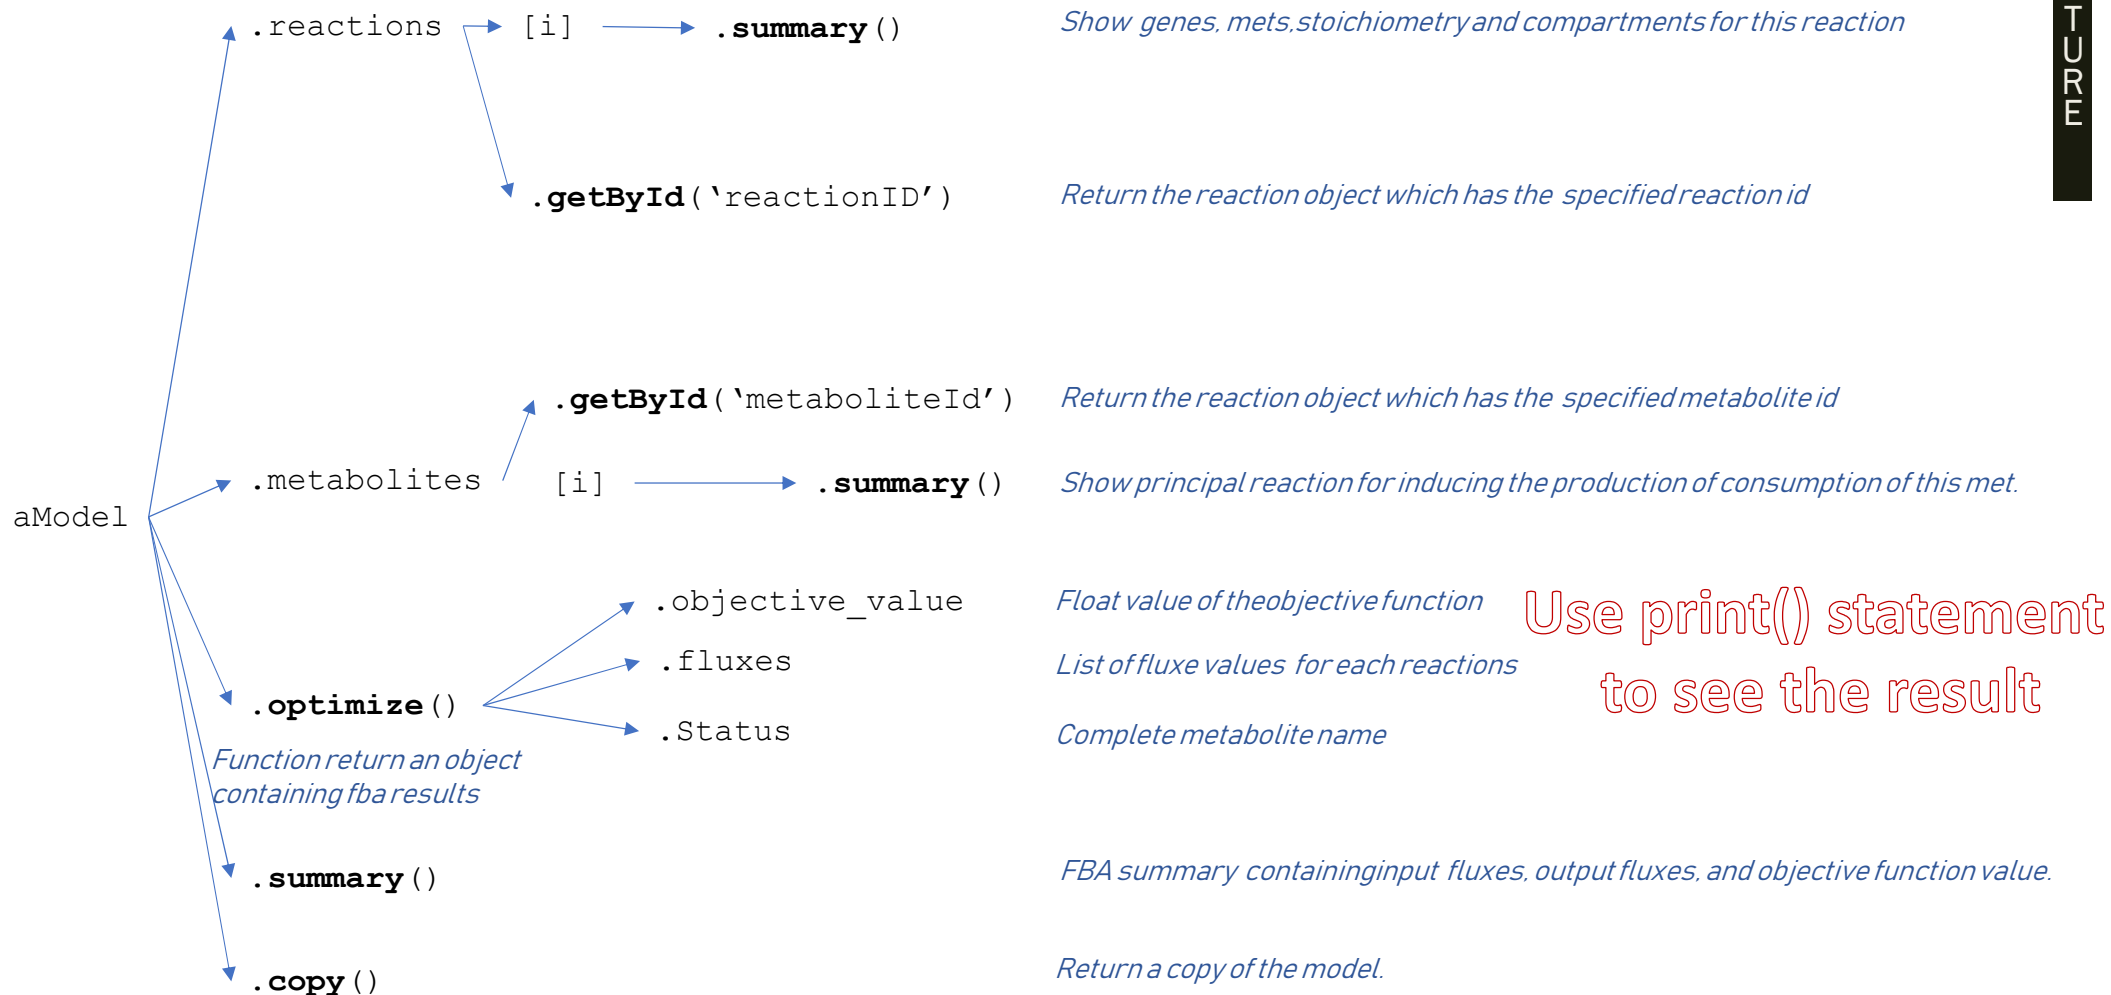 .reactions [i] .summary() Show genes, mets,stoichiometry and compartments for this reaction
T
U
R
E
.getById(‘reactionID’) Return the reaction object which has the specified reaction id
.getById(‘metaboliteId’) Return the reaction object which has the specified metabolite id
.metabolites [i] .summary() Show principal reaction for inducing the production of consumption of this met.
aModel
.objective_value Float value of theobjective function
Use print() statement
to see the result
.fluxes List of fluxe values for each reactions
.optimize()
.Status Complete metabolite name
Function return an object
containing fba results
.summary() FBA summary containinginput fluxes, output fluxes, and objective function value.
.copy() Return a copy of the model.